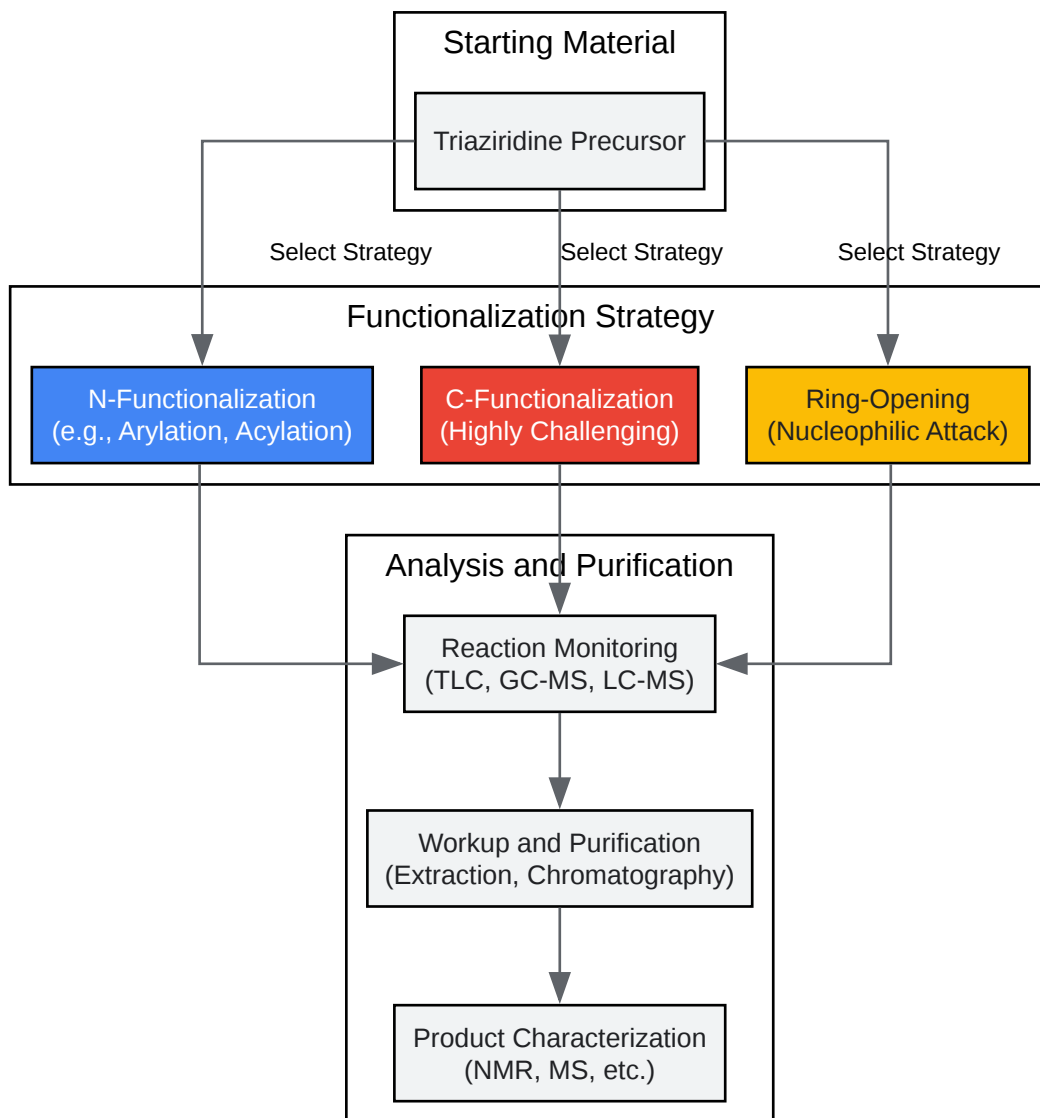 Starting Material
Triaziridine Precursor
Select Strategy
Select Strategy
Select Strategy
Functionalization Strategy
N-Functionalization
(e.g., Arylation, Acylation)
C-Functionalization
(Highly Challenging)
Ring-Opening
(Nucleophilic Attack)
Analysis and Purification
Reaction Monitoring
(TLC, GC-MS, LC-MS)
Workup and Purification
(Extraction, Chromatography)
Product Characterization
(NMR, MS, etc.)